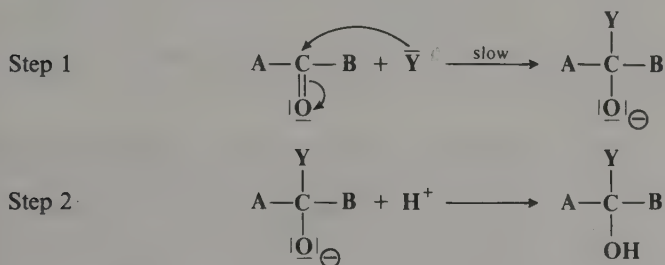 Step 1 A—C—B + Y̅ slow A—C—B
O
Y
|O̲|⊖
Step 2 A—C—B + H⁺ A—C—B
Y
|O̲|⊖
Y
OH